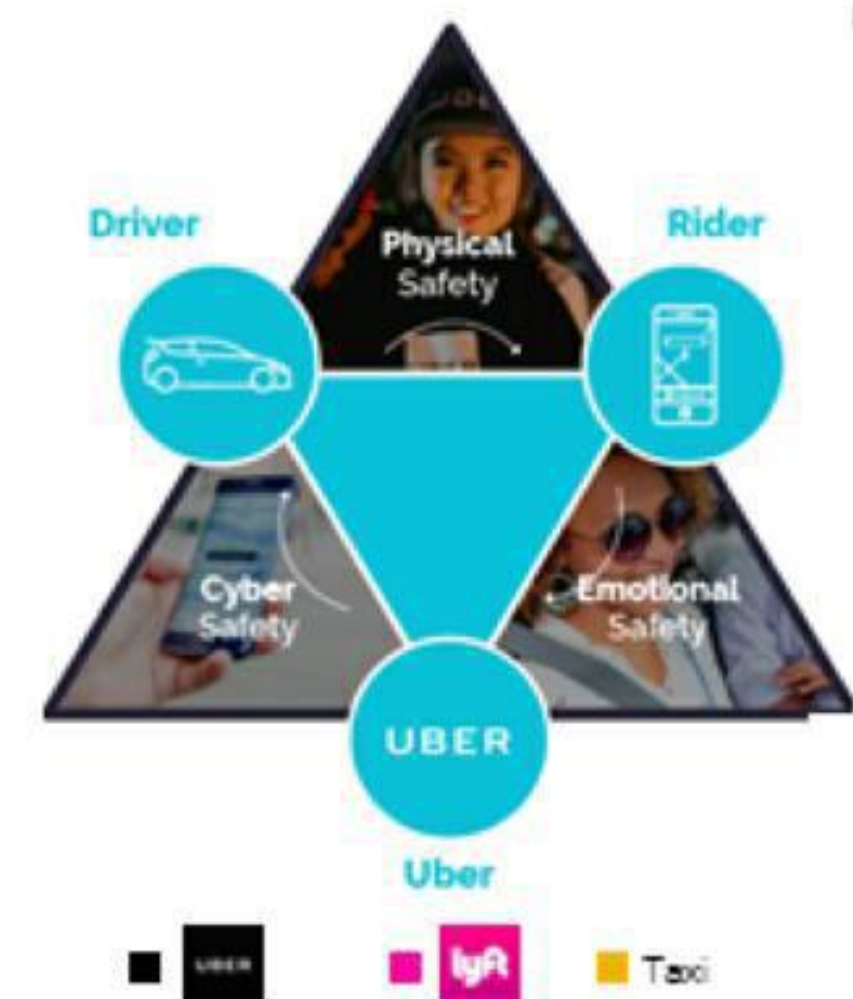 Driver
Rider
Physical
Safety
Cyber
Safety
Emotional
Safety
UBER
Uber
UBER
lyft
Taxi